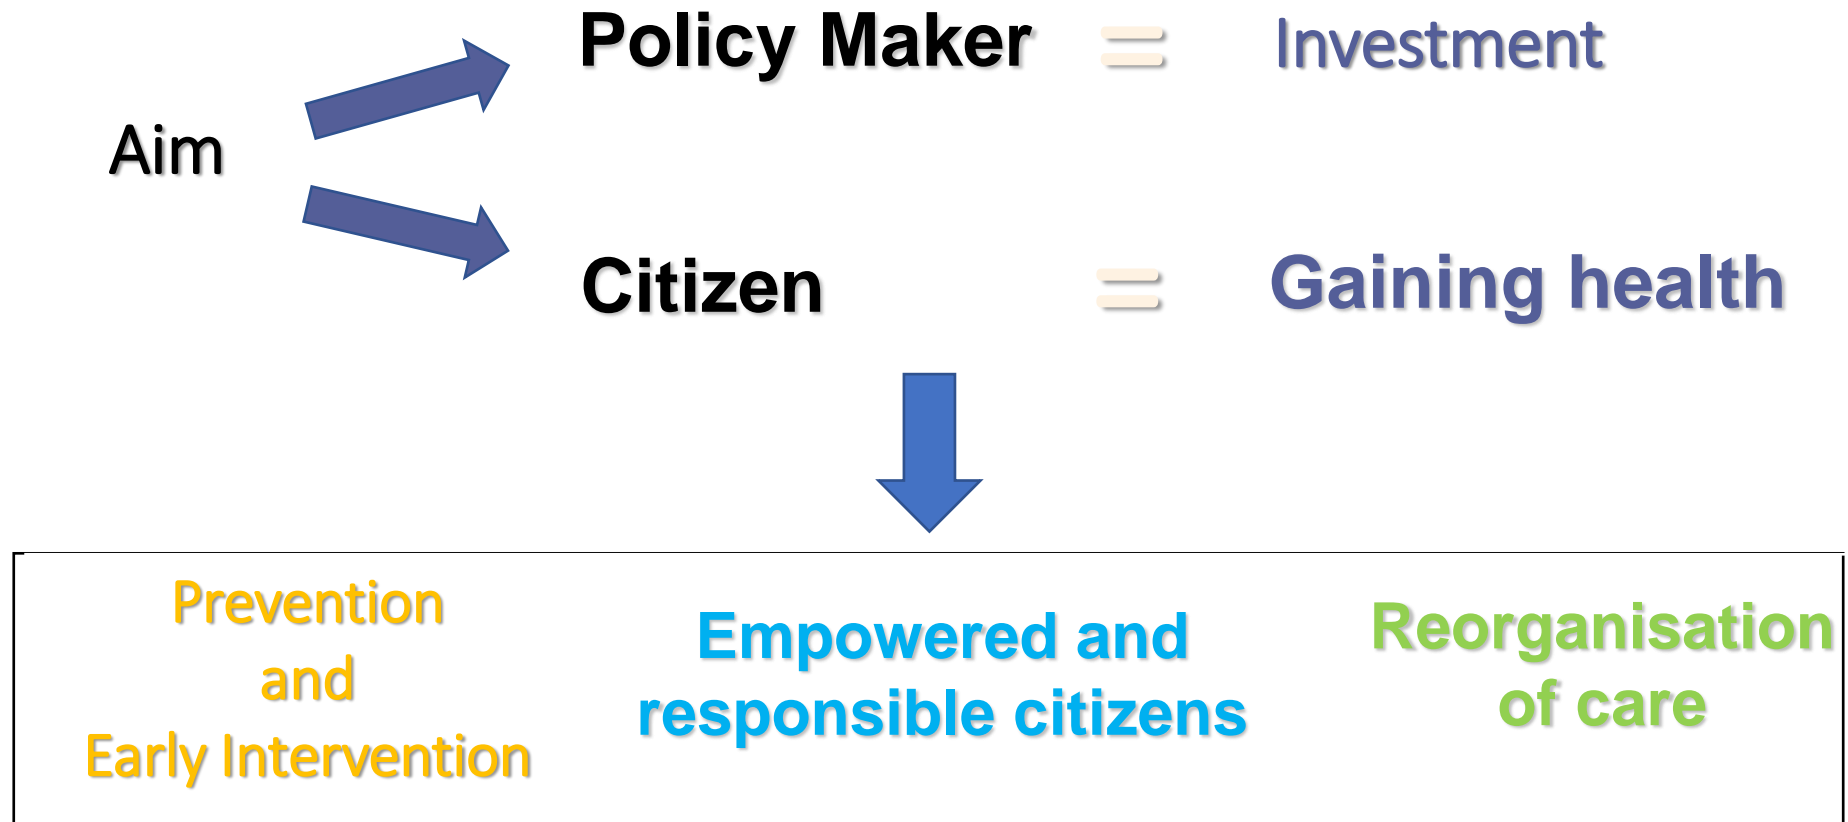 Policy Maker = Investment
Aim
Citizen = Gaining health
Prevention
and
Early Intervention
Empowered and
responsible citizens
Reorganisation
of care